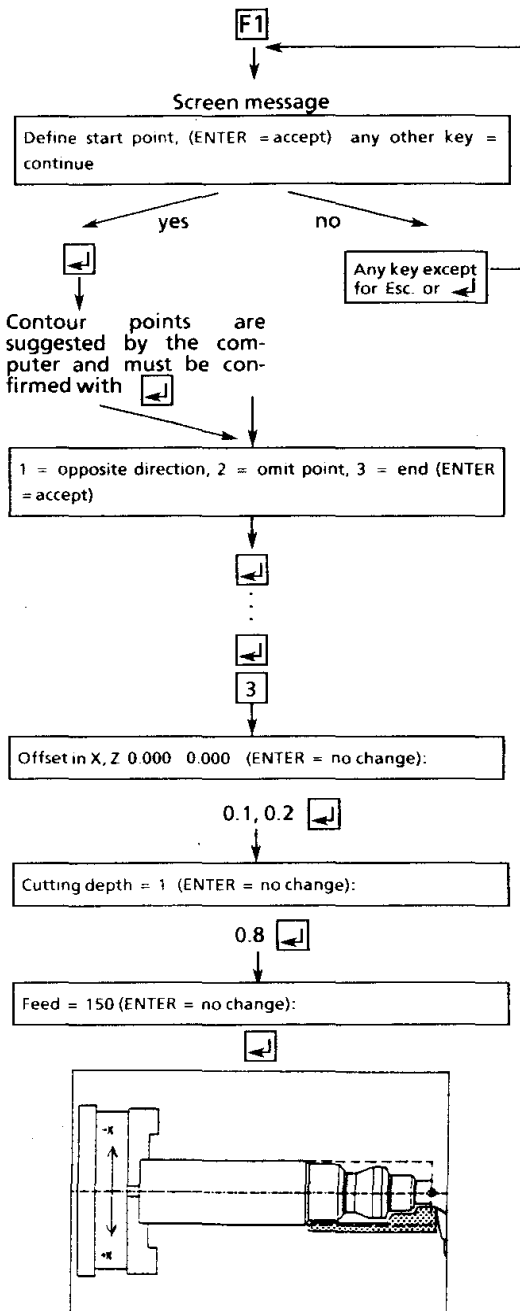 F1
Screen message
Define start point, (ENTER = accept) any other key =
continue
yes
no
Any key except
for Esc. or
Contour points are
suggested by the com-
puter and must be con-
firmed with
1 = opposite direction, 2 = omit point, 3 = end (ENTER
= accept)
3
Offset in X, Z 0.000 0.000 (ENTER = no change):
0.1, 0.2
Cutting depth = 1 (ENTER = no change):
0.8
Feed = 150 (ENTER = no change):
-X
+X